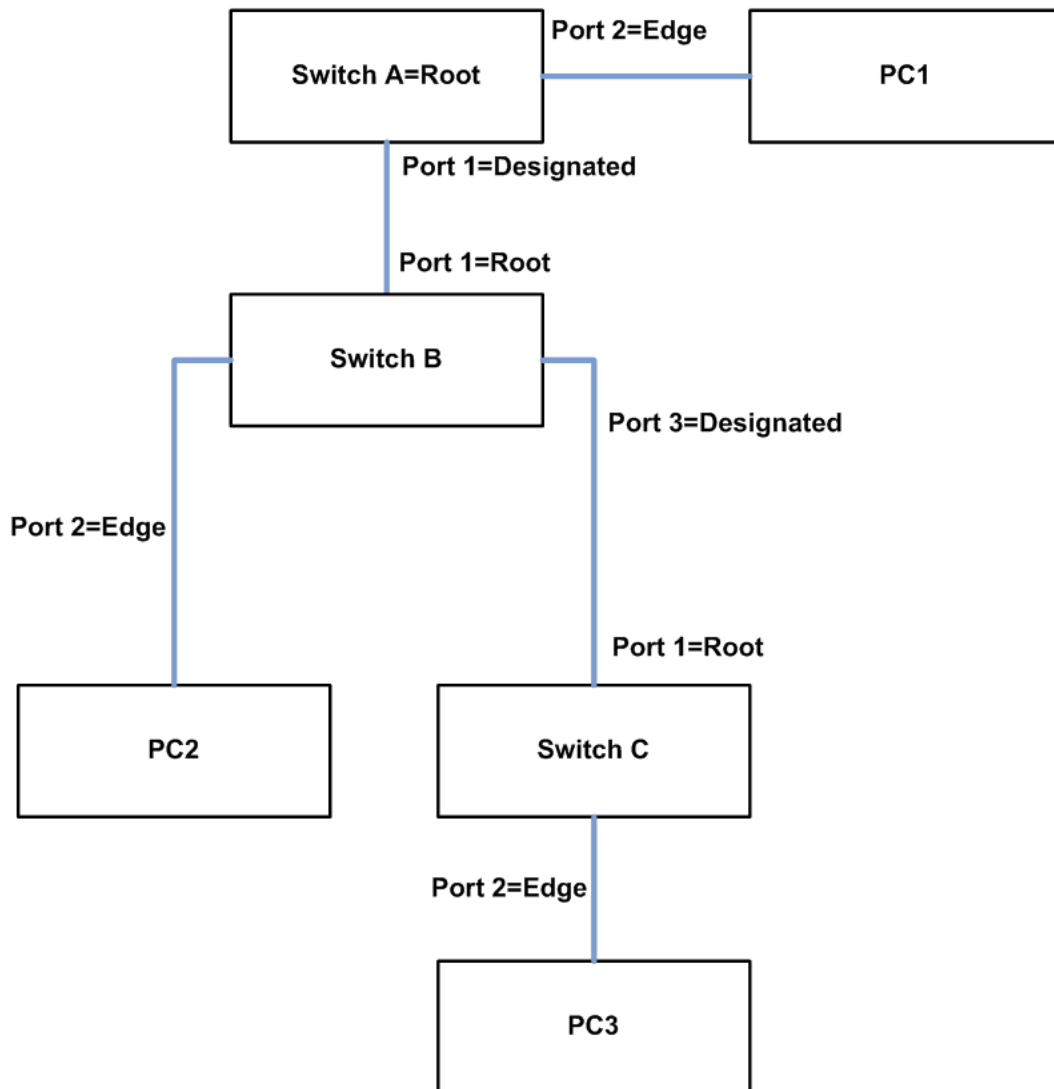 Port 2=Edge
Switch A=Root
PC1
Port 1=Designated
Port 1=Root
Switch B
Port 3=Designated
Port 2=Edge
Port 1=Root
PC2
Switch C
Port 2=Edge
PC3